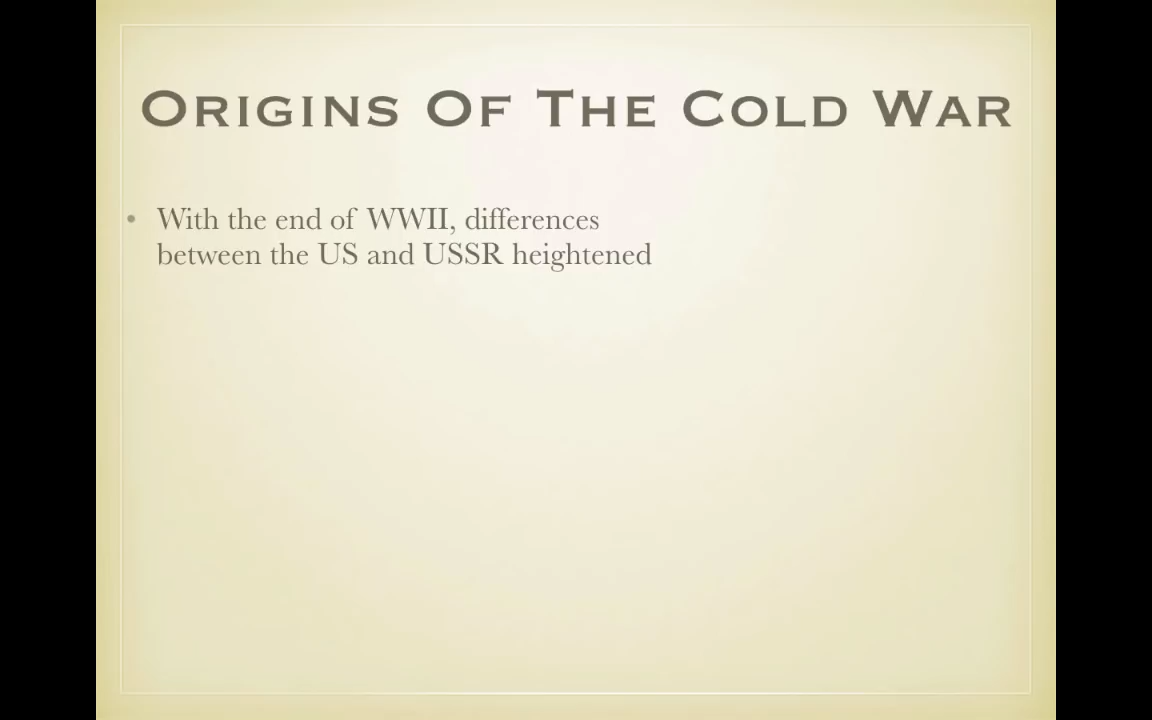 Origins Of The Cold War
• With the end of WWII, differences
between the US and USSR heightened